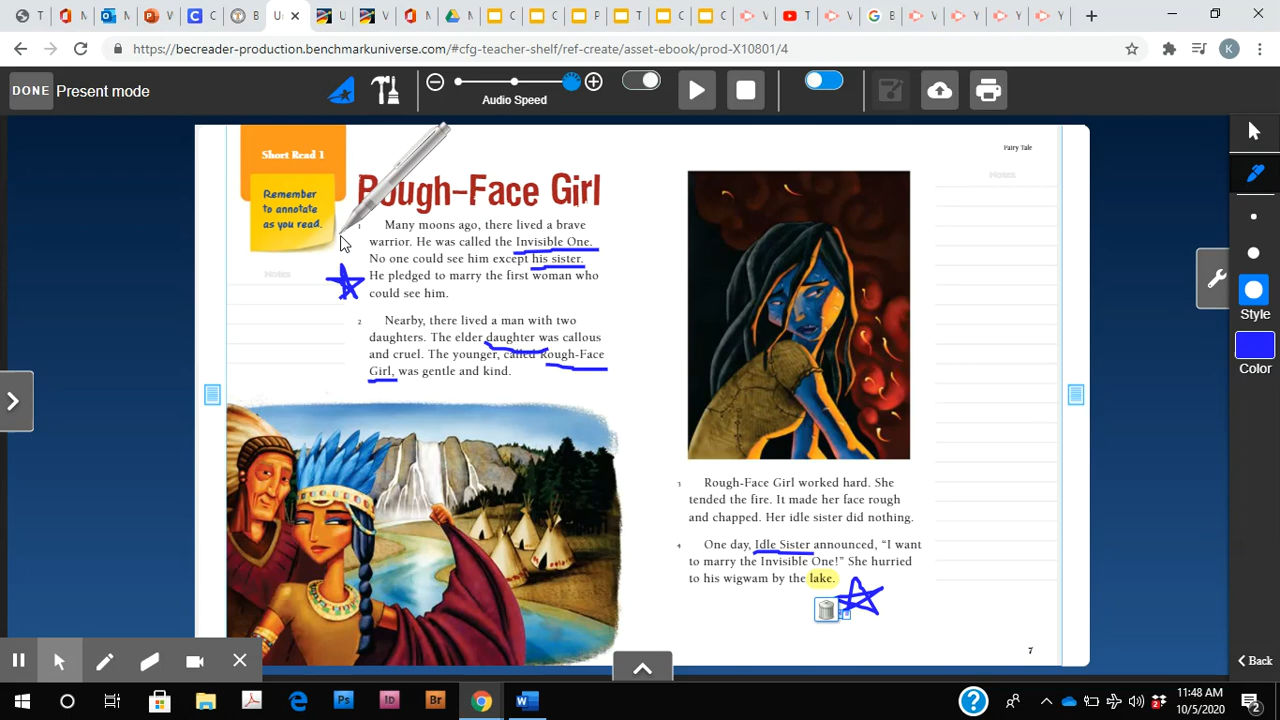 C
B
Us
U
V
M
G
F
C
P
T
C
C
Y
T
Y
B
Y
Y
Y
Y
https://becreader-production.benchmarkuniverse.com/#cfg-teacher-shelf/ref-create/asset-ebook/prod-X10801/4
K
DONE Present mode
Audio Speed
Short Read 1
Remember
to annotate
as you read.
Notes
Rough-Face Girl
1 Many moons ago, there lived a brave
warrior. He was called the Invisible One.
No one could see him except his sister.
He pledged to marry the first woman who
could see him.
2 Nearby, there lived a man with two
daughters. The elder daughter was callous
and cruel. The younger, called Rough-Face
Girl, was gentle and kind.
Fairy Tale
Notes
3 Rough-Face Girl worked hard. She
tended the fire. It made her face rough
and chapped. Her idle sister did nothing.
4 One day, Idle Sister announced, “I want
to marry the Invisible One!” She hurried
to his wigwam by the lake.
7
Style
Color
Back
Ps
Id
Br
11:48 AM
10/5/2020
2